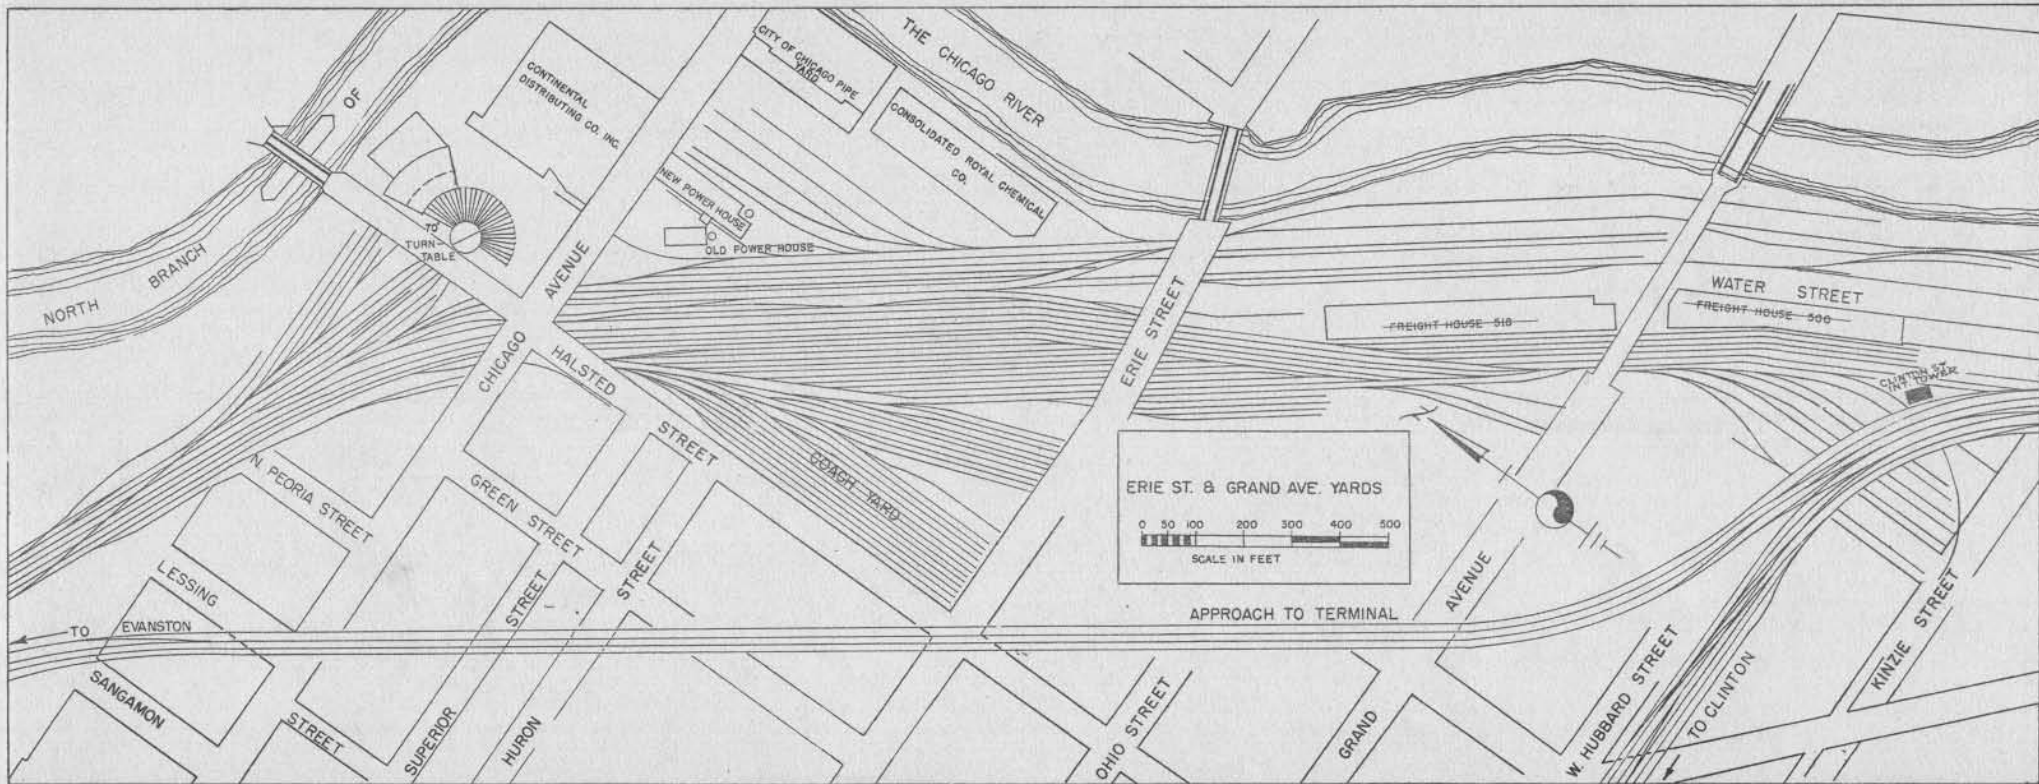 THE CHICAGO RIVER
OF
NORTH BRANCH
CONTINENTAL
DISTRIBUTING CO. INC.
CITY OF CHICAGO PIPE
YARD
CONSOLIDATED ROYAL CHEMICAL
CO.
NEW POWER HOUSE
OLD POWER HOUSE
TO
TURN-
TABLE
CHICAGO AVENUE
HALSTED STREET
ERIE STREET
WATER STREET
FREIGHT HOUSE 518
FREIGHT HOUSE 500
CLINTON ST.
INT. TOWER
COACH YARD
N. PEORIA STREET
GREEN STREET
N
ERIE ST. & GRAND AVE. YARDS
0 50 100 200 300 400 500
SCALE IN FEET
APPROACH TO TERMINAL
LESSING STREET
TO EVANSTON
SANGAMON
SUPERIOR STREET
HURON STREET
OHIO STREET
GRAND AVENUE
W. HUBBARD STREET
TO CLINTON
KINZIE STREET